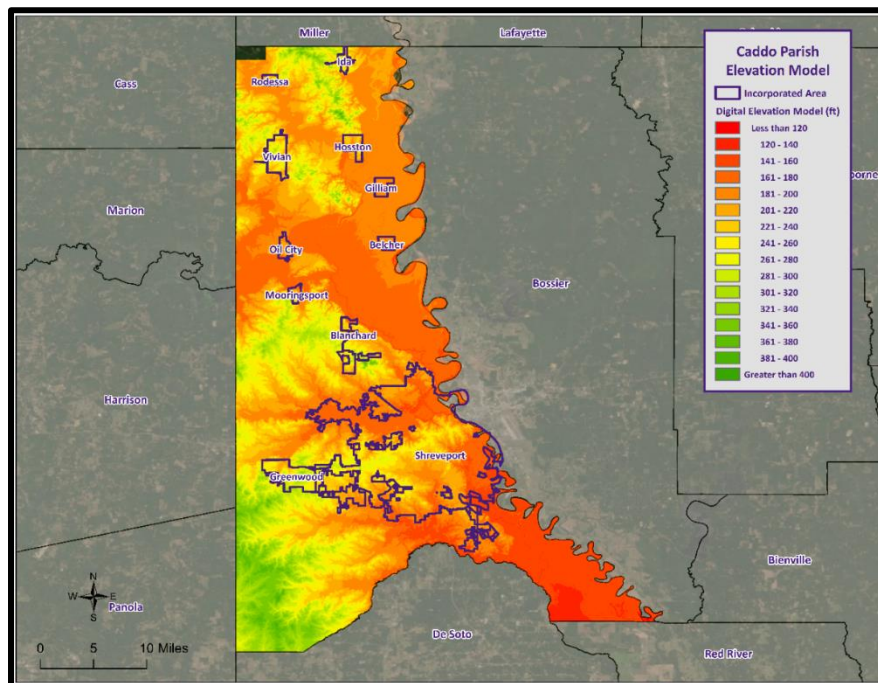 Miller
Lafayette
Cass
Ida
Rodessa
Vivian
Hosston
Gilliam
Marion
Oil City
Belcher
Mooringsport
Bossier
Blanchard
Harrison
Shreveport
Greenwood
Bienville
Panola
De Soto
Red River
Caddo Parish
Elevation Model
Incorporated Area
Digital Elevation Model (ft)
Less than 120
120 - 140
141 - 160
161 - 180
181 - 200
201 - 220
221 - 240
241 - 260
261 - 280
281 - 300
301 - 320
321 - 340
341 - 360
361 - 380
381 - 400
Greater than 400
orne
N
W E
S
0 5 10 Miles